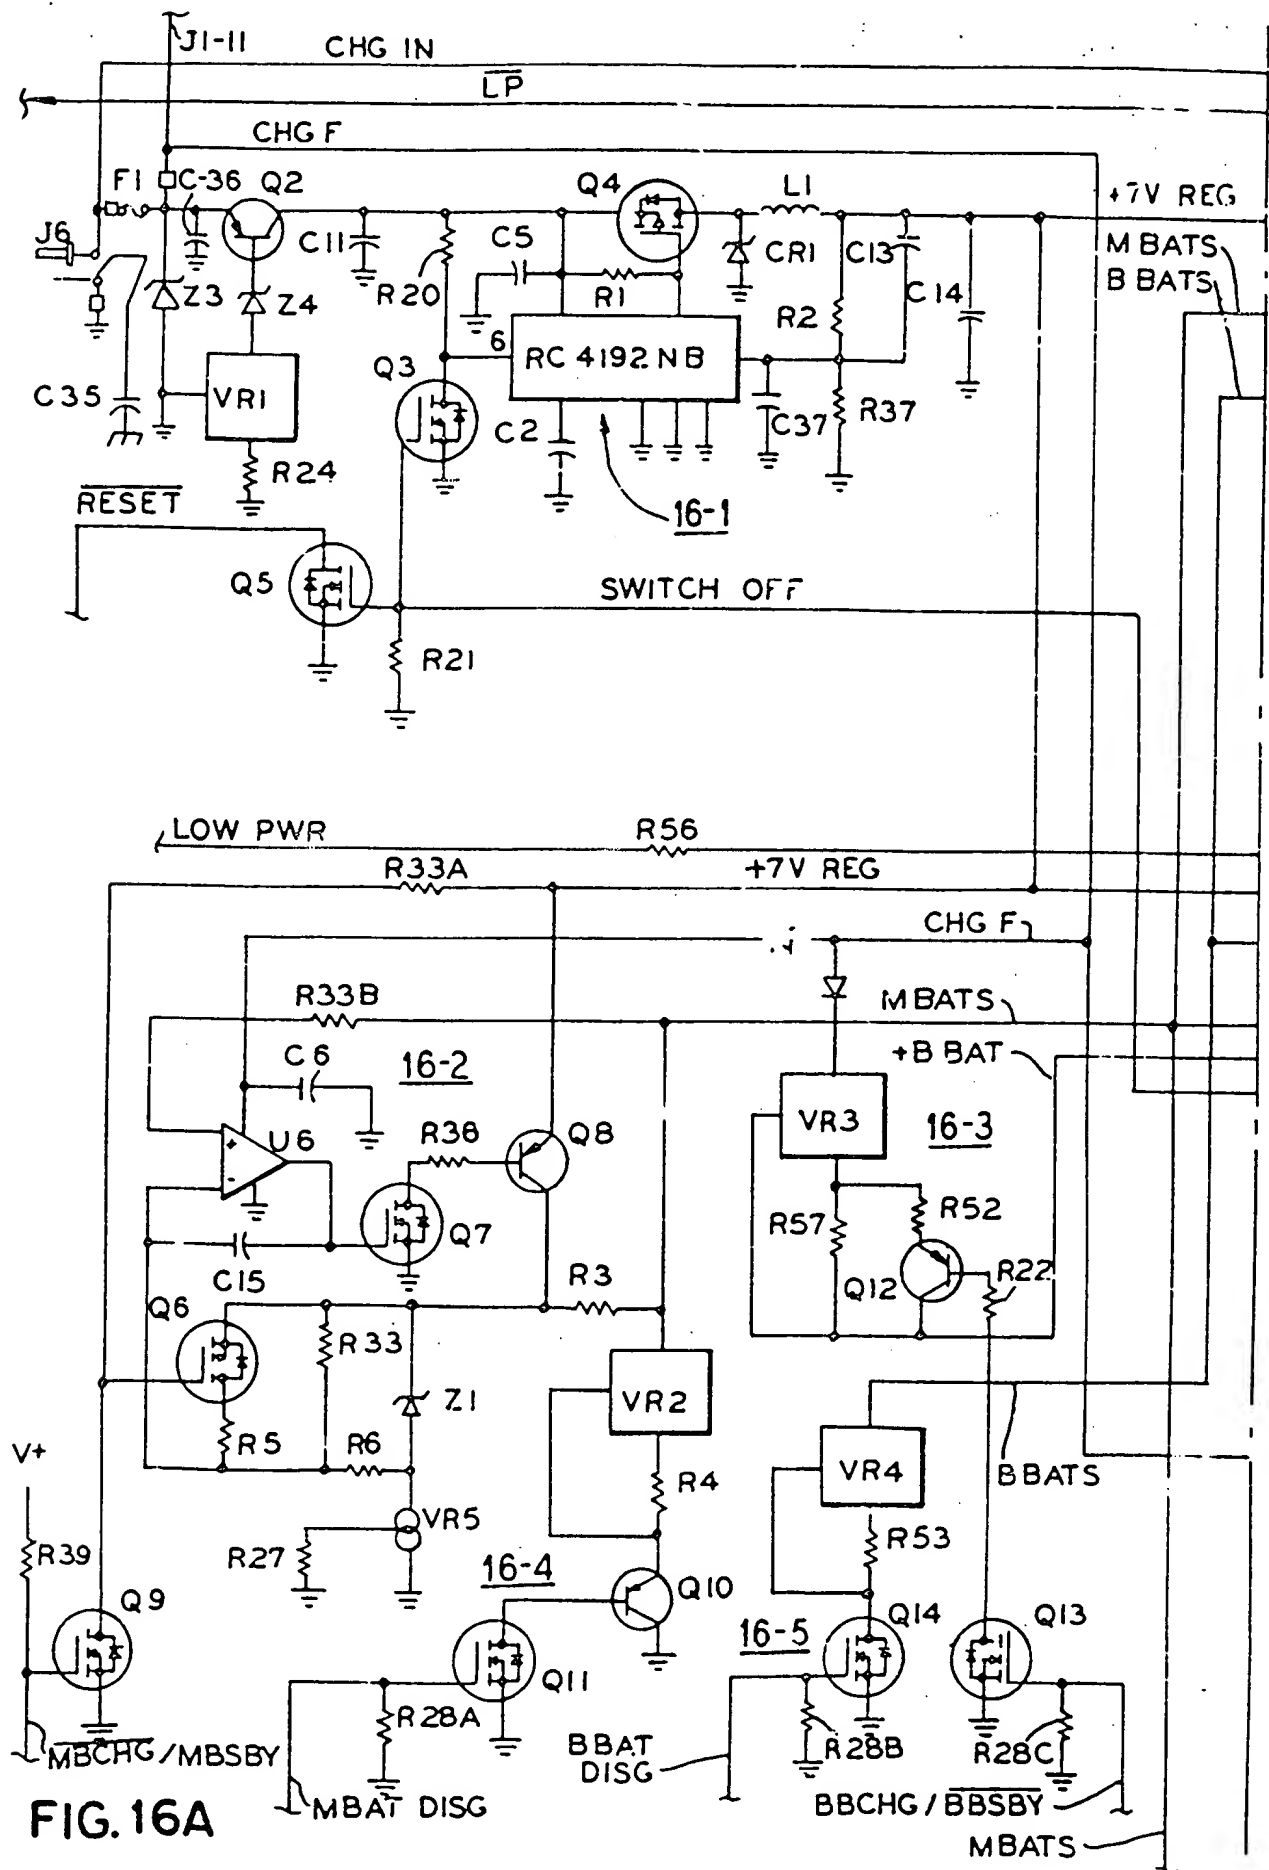 J1-11
CHG IN
LP
CHG F
F1
C-36
Q2
Q4
L1
+7V REG
J6
C11
C5
CR1
C13
M BATS
B BATS
Z3
Z4
R20
R1
R2
C14
6
RC 4192 NB
Q3
VR1
C35
C2
C37
R37
R24
16-1
RESET
Q5
SWITCH OFF
R21
LOW PWR
R56
R33A
+7V REG
CHG F
R33B
M BATS
C6
16-2
+B BAT
U6
+
-
R38
Q8
VR3
16-3
Q7
R57
R52
C15
R3
Q12
R22
Q6
R33
Z1
VR2
R5
R6
VR4
B BATS
V+
R4
VR5
R53
R39
R27
16-4
Q10
Q9
Q14
Q13
16-5
Q11
R28A
R28B
R28C
MBCHG/MBSBY
BBAT
DISG
MBAT DISG
BBCHG/BBSBY
FIG. 16A
MBATS